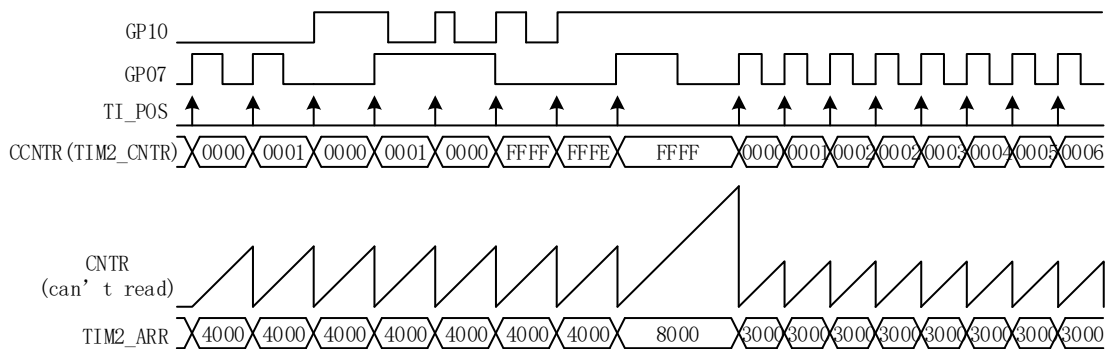 GP10
GP07
TI_POS
CCNTR(TIM2_CNTR) 0000 0001 0000 0001 0000 FFFF FFFE FFFF 0000 0001 0002 0002 0003 0004 0005 0006
CNTR
(can't read)
TIM2_ARR 4000 4000 4000 4000 4000 4000 4000 8000 3000 3000 3000 3000 3000 3000 3000 3000